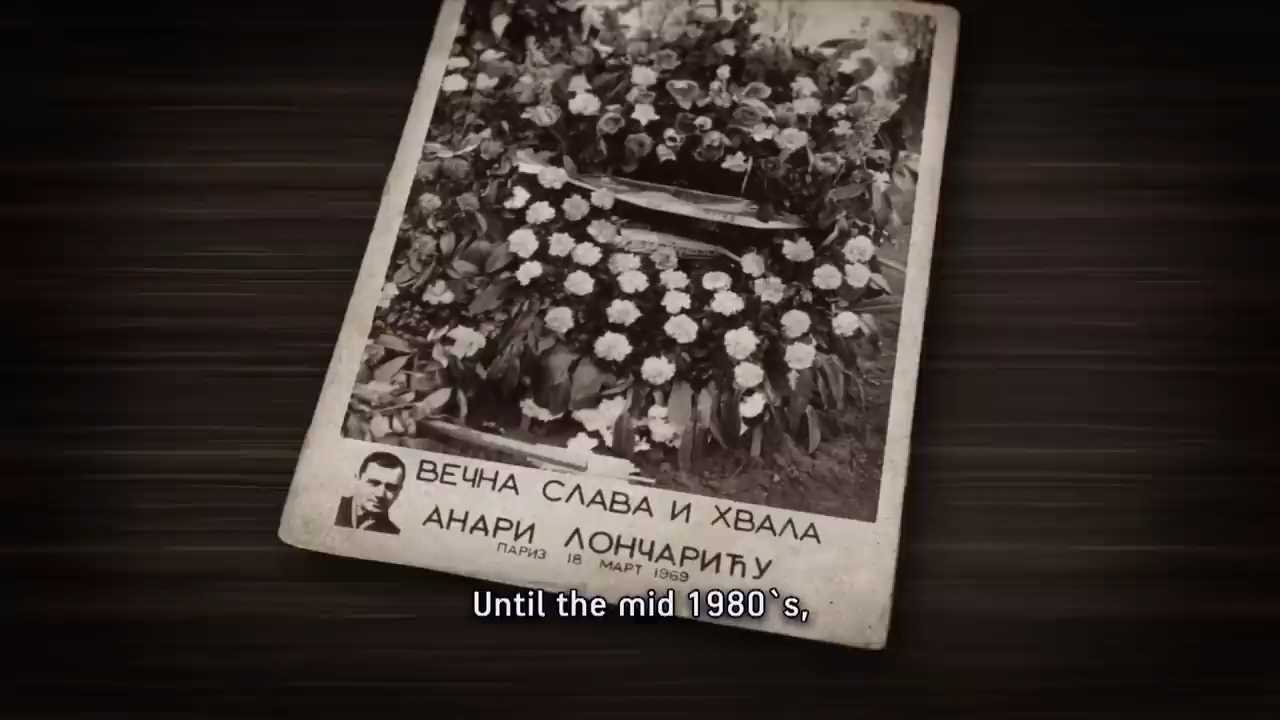 ВЕЧНА СЛАВА И ХВАЛА
АНАРИ ЛОНЧАРИЋУ
ПАРИЗ 18 МАРТ 1969
Until the mid 1980`s,